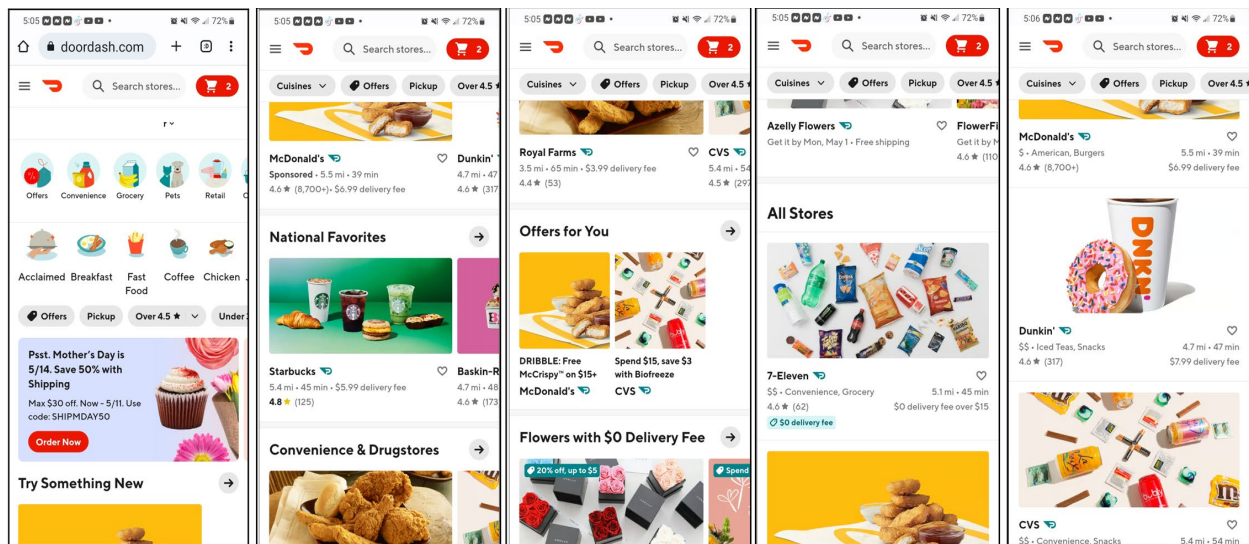 5:05 72%
doordash.com
Search stores... 2
Offers Convenience Grocery Pets Retail
Acclaimed Breakfast Fast Food Coffee Chicken
Offers Pickup Over 4.5 ★ Under
Psst. Mother's Day is
5/14. Save 50% with
Shipping
Max $30 off. Now - 5/11. Use
code: SHIPMDAY50
Order Now
Try Something New
5:05 72%
Search stores... 2
Cuisines Offers Pickup Over 4.5
McDonald's Dunkin'
Sponsored • 5.5 mi • 39 min 4.7 mi • 47
4.6 ★ (8,700+) • $6.99 delivery fee 4.6 ★ (317
National Favorites
Starbucks Baskin-R
5.4 mi • 45 min • $5.99 delivery fee 4.7 mi • 48
4.8 ★ (125) 4.6 ★ (173
Convenience & Drugstores
5:05 72%
Search stores... 2
Cuisines Offers Pickup Over 4.5
Royal Farms CVS
3.5 mi • 65 min • $3.99 delivery fee 5.4 mi • 54
4.4 ★ (53) 4.5 ★ (297
Offers for You
DRIBBLE: Free Spend $15, save $3
McCrispy™ on $15+ with Biofreeze
McDonald's CVS
Flowers with $0 Delivery Fee
20% off, up to $5 Spend
5:05 72%
Search stores... 2
Cuisines Offers Pickup Over 4.5
Azelly Flowers FlowerFi
Get it by Mon, May 1 • Free shipping Get it by M
4.6 ★ (110
All Stores
7-Eleven
$$ • Convenience, Grocery 5.1 mi • 45 min
4.6 ★ (62) $0 delivery fee over $15
$0 delivery fee
5:06 72%
Search stores... 2
Cuisines Offers Pickup Over 4.5
McDonald's
$ • American, Burgers 5.5 mi • 39 min
4.6 ★ (8,700+) $6.99 delivery fee
DNKN'
Dunkin'
$$ • Iced Teas, Snacks 4.7 mi • 47 min
4.6 ★ (317) $7.99 delivery fee
bubly
CVS
$$ • Convenience, Snacks 5.4 mi • 54 min